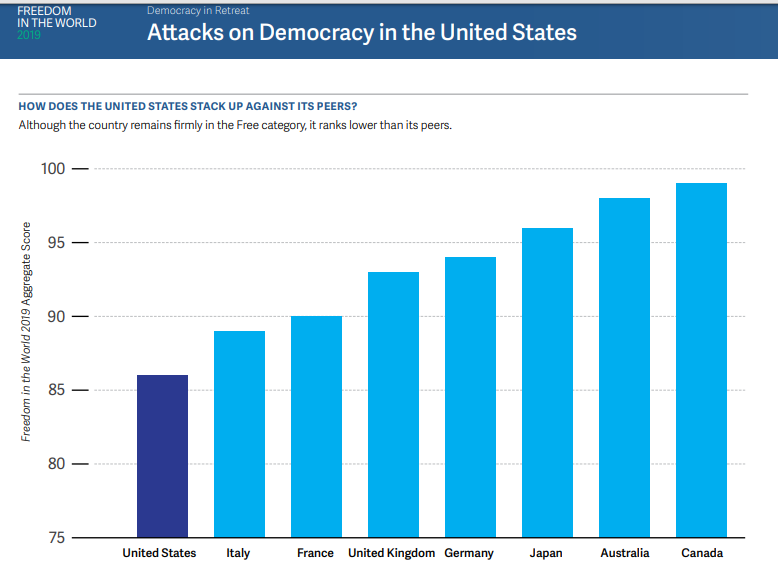 FREEDOM
IN THE WORLD
2019
Democracy in Retreat
Attacks on Democracy in the United States
HOW DOES THE UNITED STATES STACK UP AGAINST ITS PEERS?
Although the country remains firmly in the Free category, it ranks lower than its peers.
Freedom in the World 2019 Aggregate Score
100
95
90
85
80
75
United States Italy France United Kingdom Germany Japan Australia Canada